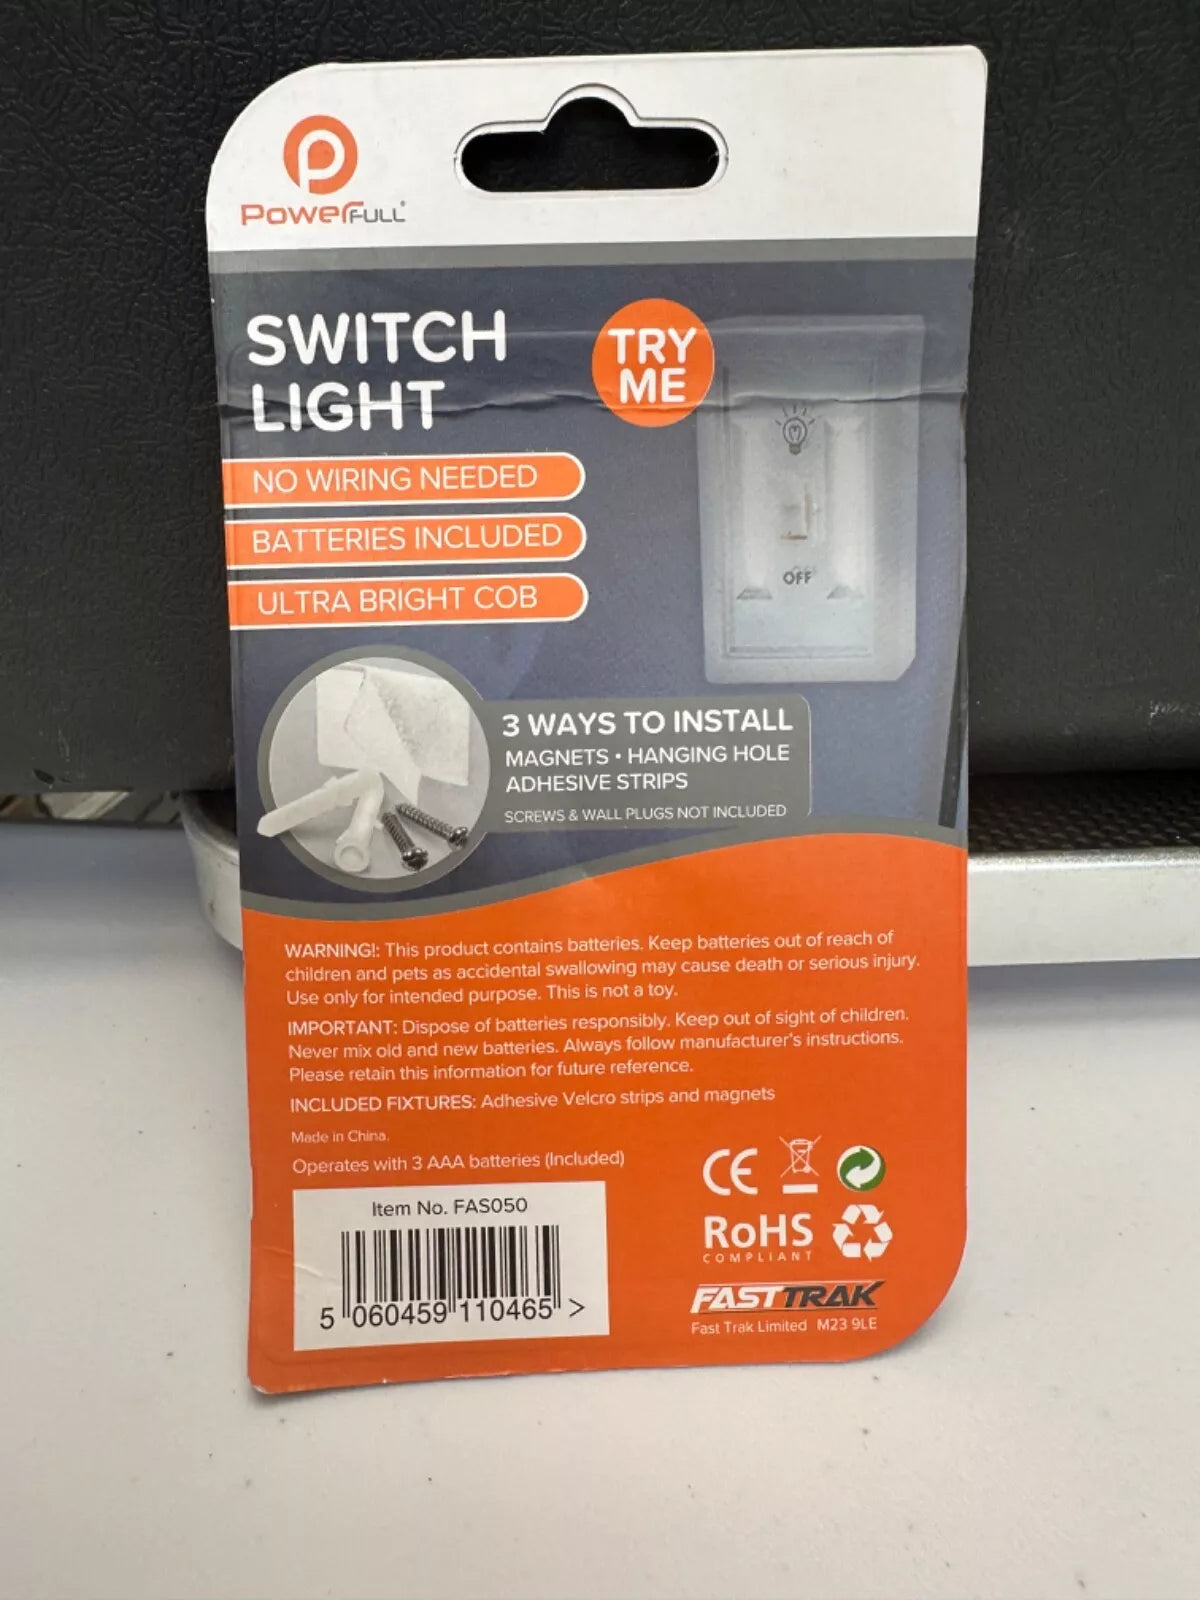 PowerFULL®
SWITCH
LIGHT
TRY
ME
NO WIRING NEEDED
BATTERIES INCLUDED
ULTRA BRIGHT COB
OFF
3 WAYS TO INSTALL
MAGNETS • HANGING HOLE
ADHESIVE STRIPS
SCREWS & WALL PLUGS NOT INCLUDED
WARNING!: This product contains batteries. Keep batteries out of reach of
children and pets as accidental swallowing may cause death or serious injury.
Use only for intended purpose. This is not a toy.
IMPORTANT: Dispose of batteries responsibly. Keep out of sight of children.
Never mix old and new batteries. Always follow manufacturer's instructions.
Please retain this information for future reference.
INCLUDED FIXTURES: Adhesive Velcro strips and magnets
Made in China.
Operates with 3 AAA batteries (Included)
Item No. FAS050
5 060459 110465 >
CE
RoHS
COMPLIANT
FASTTRAK
Fast Trak Limited M23 9LE